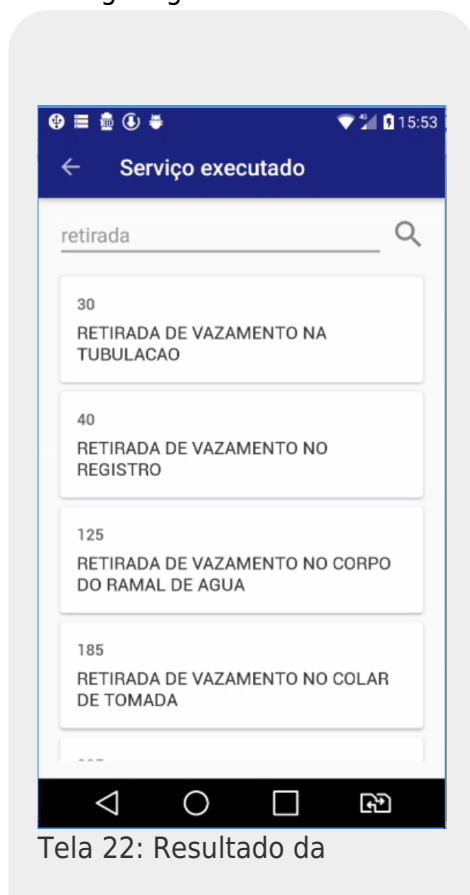 15:53
Serviço executado
retirada
30
RETIRADA DE VAZAMENTO NA
TUBULACAO
40
RETIRADA DE VAZAMENTO NO
REGISTRO
125
RETIRADA DE VAZAMENTO NO CORPO
DO RAMAL DE AGUA
185
RETIRADA DE VAZAMENTO NO COLAR
DE TOMADA
Tela 22: Resultado da